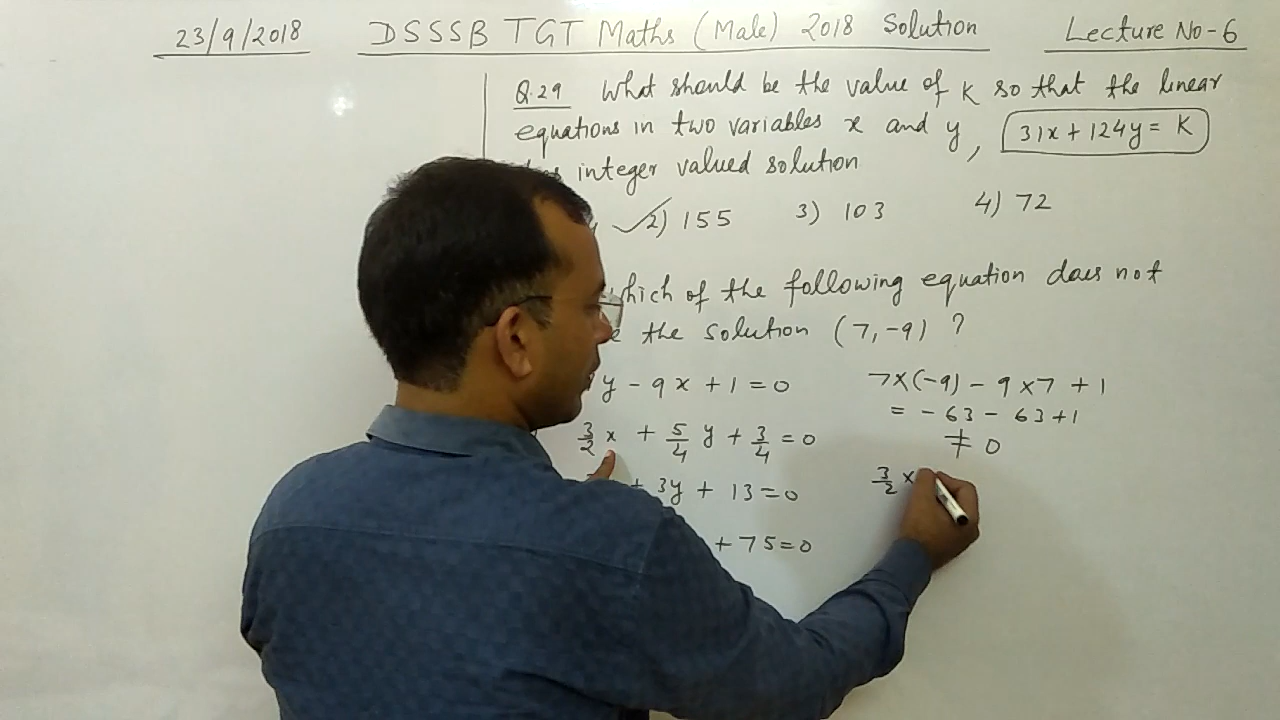 23/9/2018 DSSSB TGT Maths (Male) 2018 Solution Lecture No-6
Q.29 What should be the value of K so that the linear
equations in two variables x and y, 31x + 124y = K
integer valued solution
2) 155 3) 103 4) 72
of the following equation does not
the solution (7, -9) ?
y - 9x + 1 = 0 7×(-9) - 9×7 + 1
= -63 - 63 + 1
3/2 x + 5/4 y + 3/4 = 0 ≠ 0
+ 3y + 13 = 0 3/2 ×
+ 75 = 0